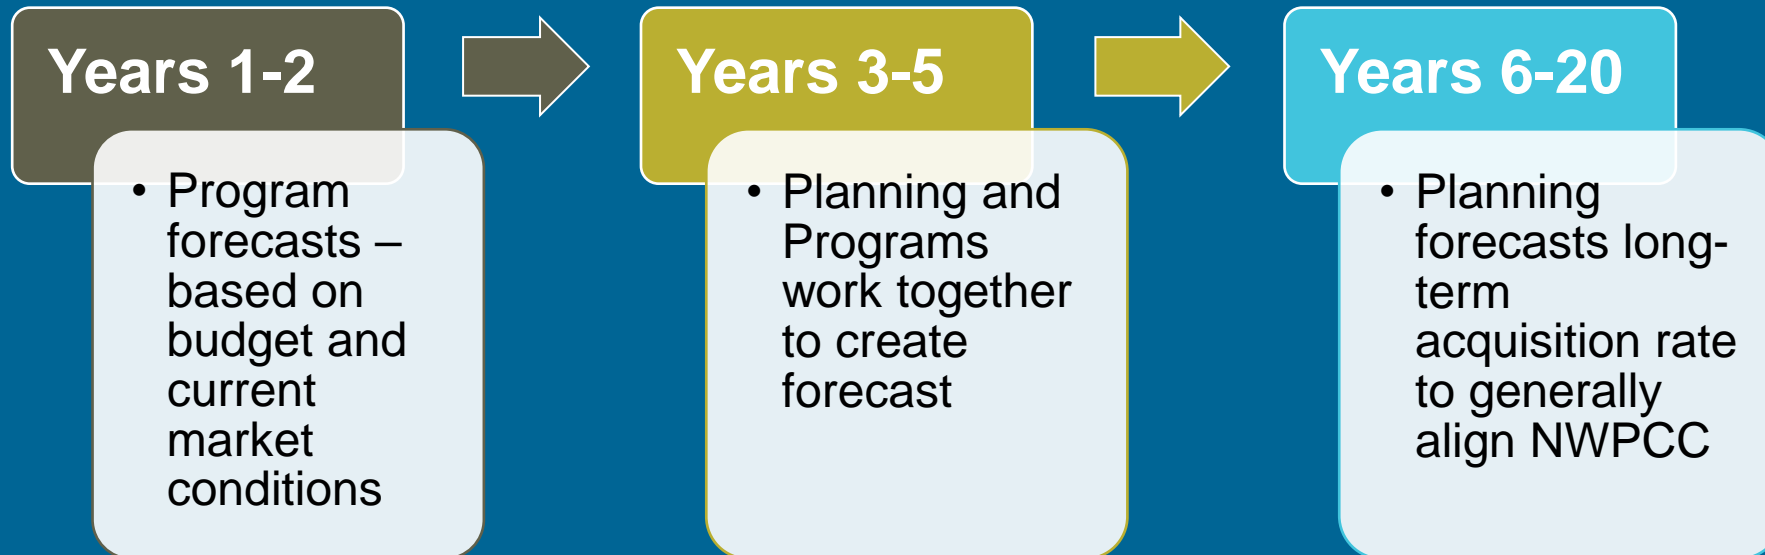 Years 1-2
• Program
forecasts –
based on
budget and
current
market
conditions
Years 3-5
• Planning and
Programs
work together
to create
forecast
Years 6-20
• Planning
forecasts long-
term
acquisition rate
to generally
align NWPCC